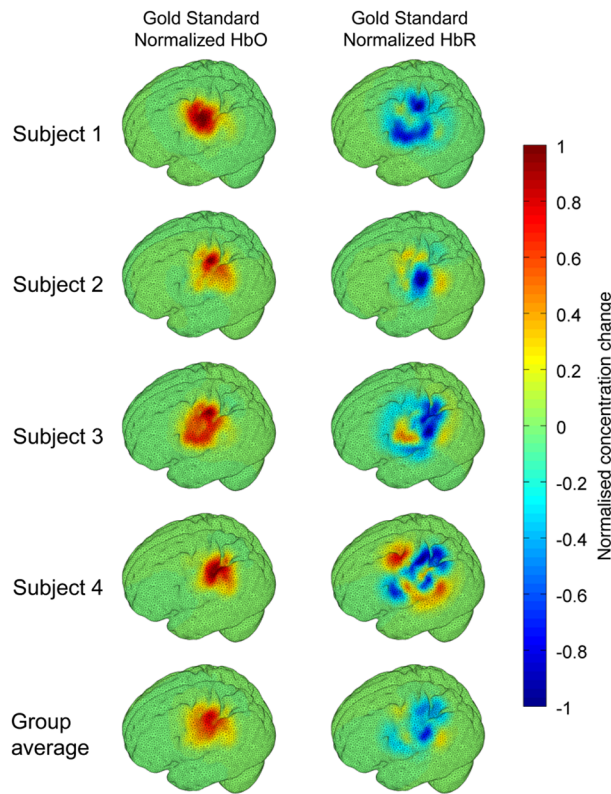 Gold Standard
Normalized HbO
Gold Standard
Normalized HbR
Subject 1
Subject 2
Subject 3
Subject 4
Group
average
1
0.8
0.6
0.4
0.2
0
-0.2
-0.4
-0.6
-0.8
-1
Normalised concentration change